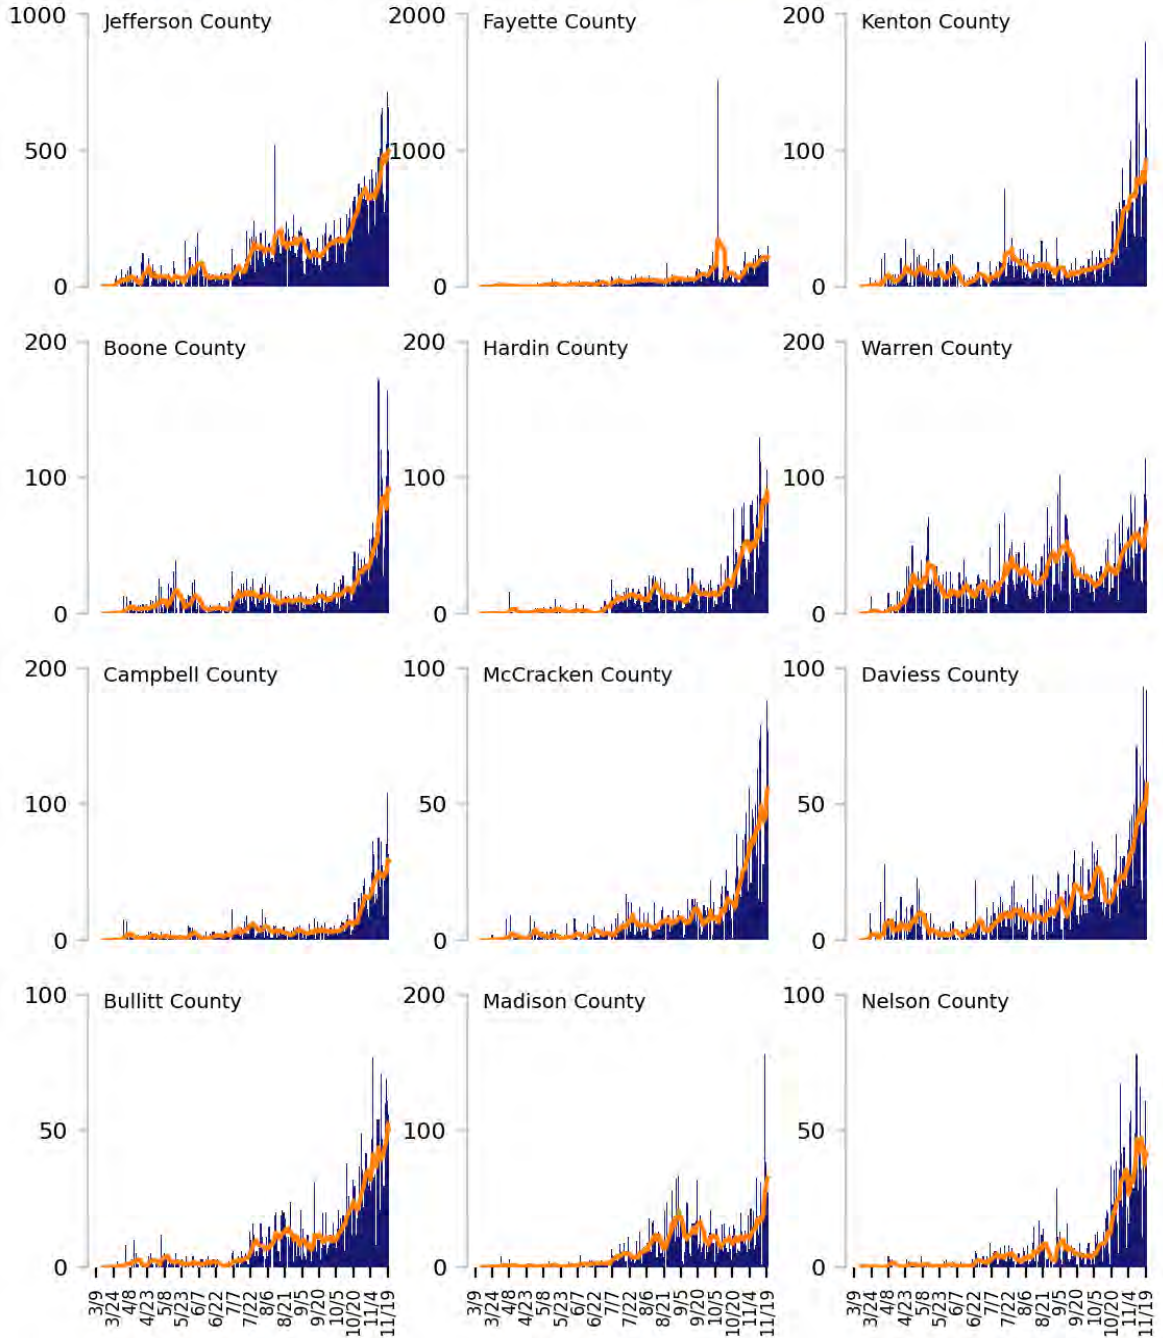 1000 Jefferson County 2000 Fayette County 200 Kenton County
500 1000 100
0 0 0
200 Boone County 200 Hardin County 200 Warren County
100 100 100
0 0 0
200 Campbell County 100 McCracken County 100 Daviess County
100 50 50
0 0 0
100 Bullitt County 200 Madison County 100 Nelson County
50 100 50
0 0 0
3/9 3/24 4/8 4/23 5/8 5/23 6/7 6/22 7/7 7/22 8/6 8/21 9/5 9/20 10/5 10/20 11/4 11/19 3/9 3/24 4/8 4/23 5/8 5/23 6/7 6/22 7/7 7/22 8/6 8/21 9/5 9/20 10/5 10/20 11/4 11/19 3/9 3/24 4/8 4/23 5/8 5/23 6/7 6/22 7/7 7/22 8/6 8/21 9/5 9/20 10/5 10/20 11/4 11/19